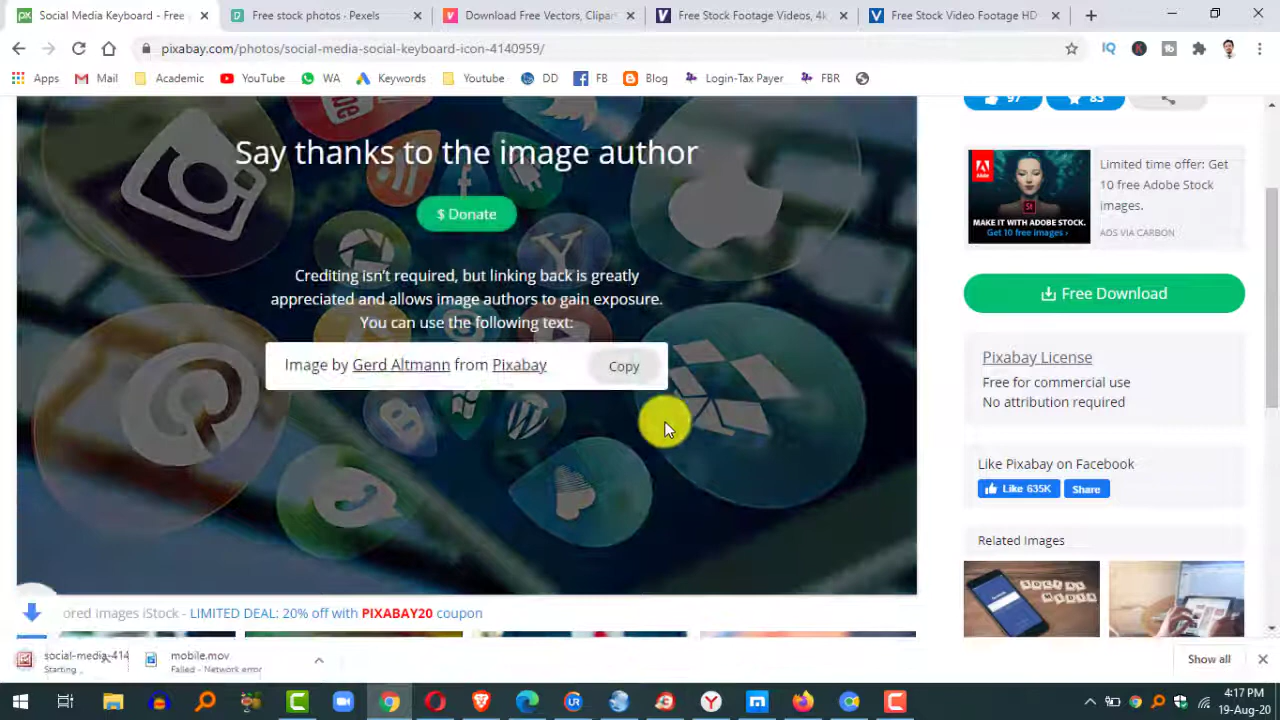 Social Media Keyboard - Free
Free stock photos - Pexels
Download Free Vectors, Clipar
Free Stock Footage Videos, 4k
Free Stock Video Footage HD
pixabay.com/photos/social-media-social-keyboard-icon-4140959/
Apps Mail Academic YouTube WA Keywords Youtube DD FB Blog Login-Tax Payer FBR
97 83
Say thanks to the image author
$ Donate
Crediting isn't required, but linking back is greatly
appreciated and allows image authors to gain exposure.
You can use the following text:
Image by Gerd Altmann from Pixabay Copy
Limited time offer: Get
10 free Adobe Stock
images.
ADS VIA CARBON
Adobe
St
MAKE IT WITH ADOBE STOCK.
Get 10 free images ›
Free Download
Pixabay License
Free for commercial use
No attribution required
Like Pixabay on Facebook
Like 635K Share
Related Images
ored images iStock - LIMITED DEAL: 20% off with PIXABAY20 coupon
social-media-414
Starting
mobile.mov
Failed - Network error
Show all
4:17 PM
19-Aug-20